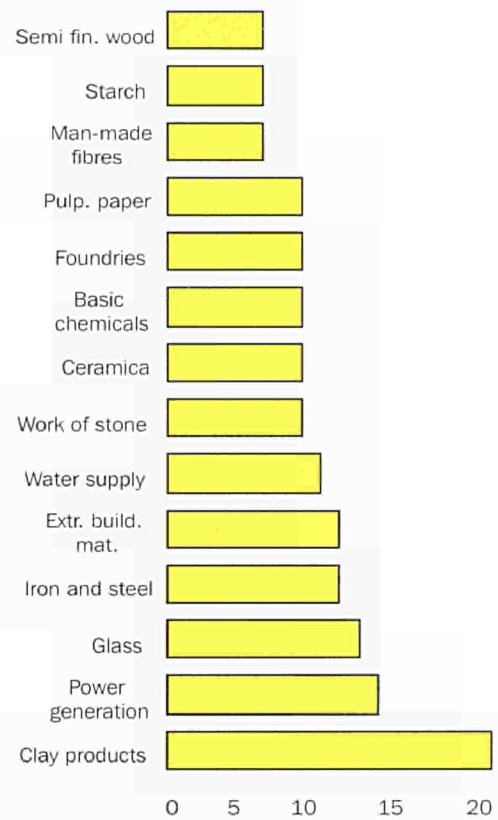 Semi fin. wood
Starch
Man-made
fibres
Pulp. paper
Foundries
Basic
chemicals
Ceramica
Work of stone
Water supply
Extr. build.
mat.
Iron and steel
Glass
Power
generation
Clay products
0 5 10 15 20